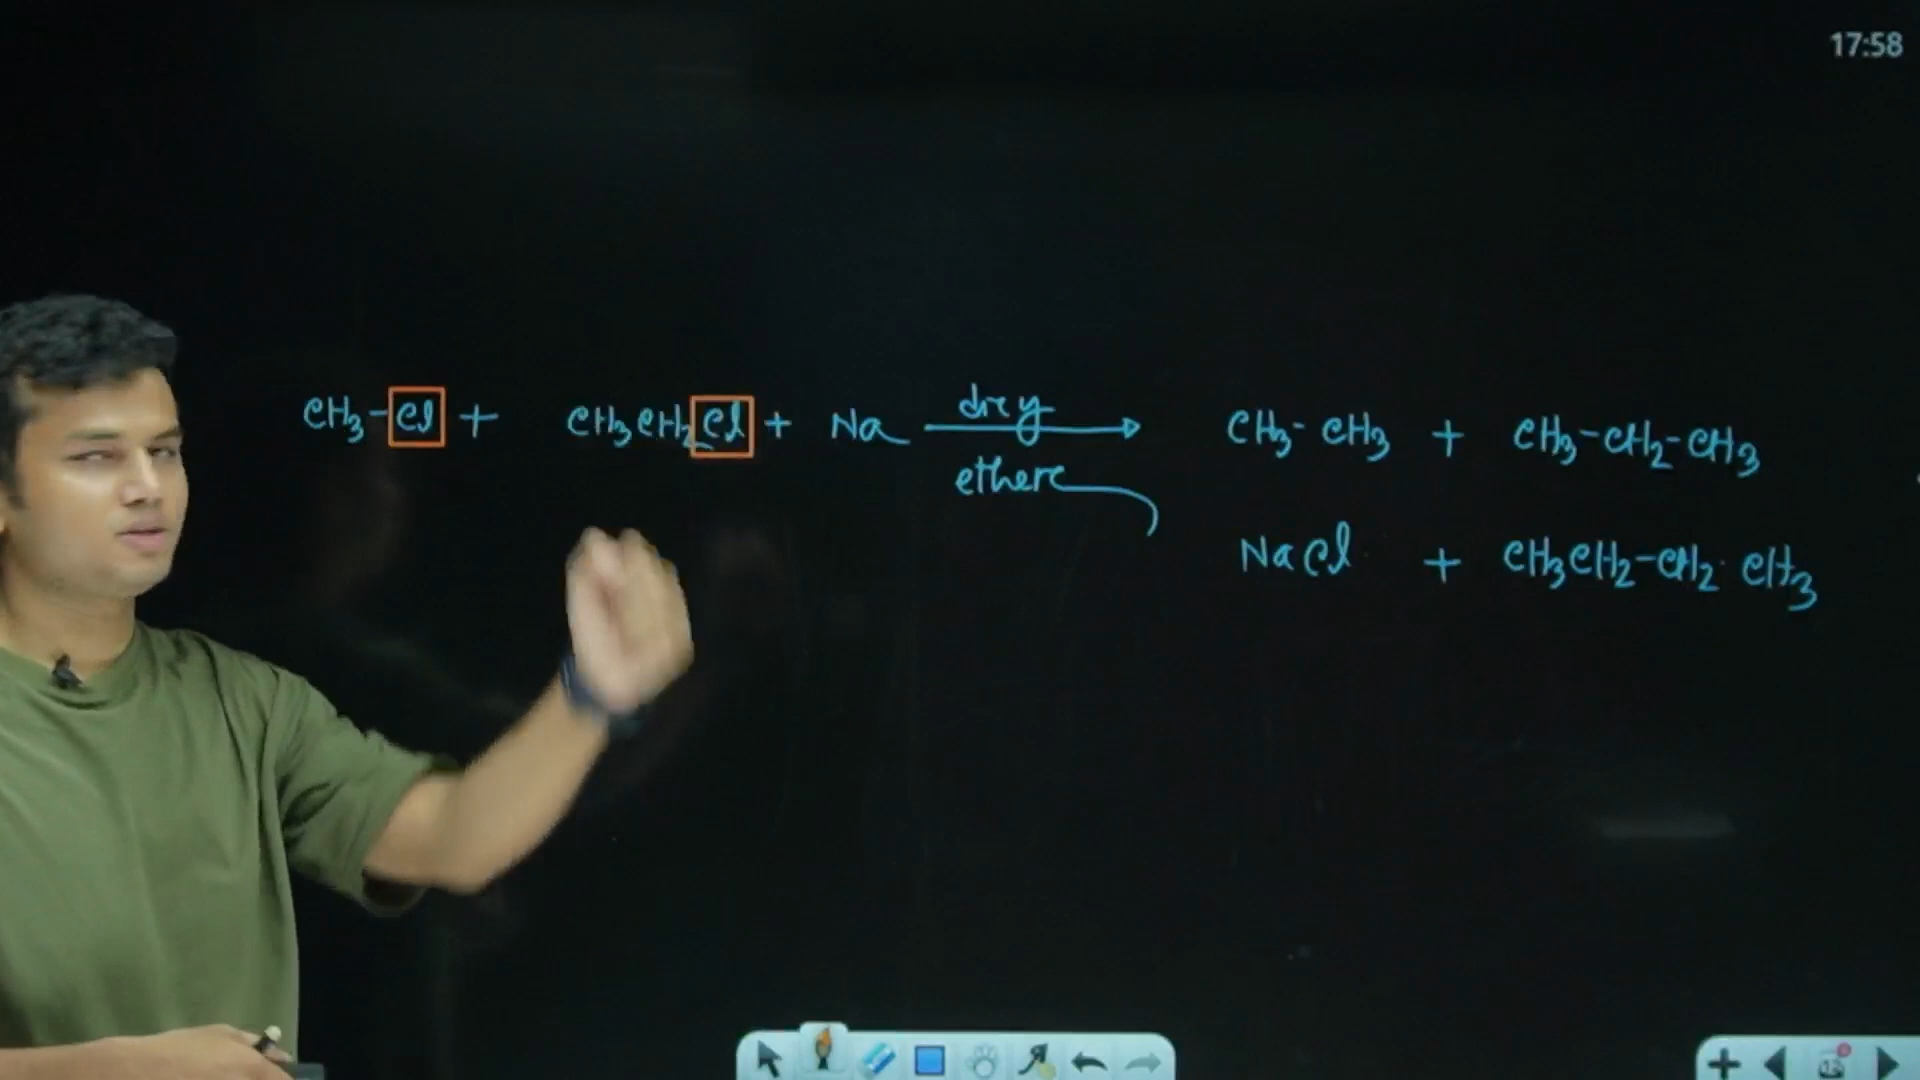 17:58
CH3-Cl + CH3CH2Cl + Na dry ether CH3-CH3 + CH3-CH2-CH3
NaCl + CH3CH2-CH2 CH3